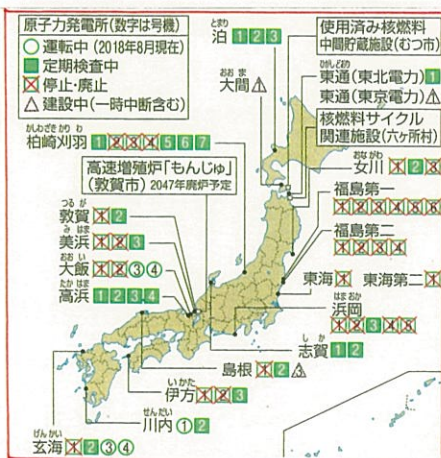 原子力発電所(数字は号機)
○運転中(2018年8月現在)
■定期検査中
停止・廃止
△建設中(一時中断含む)
とまり
泊 1 2 3
使用済み核燃料
中間貯蔵施設(むつ市)
おおま
大間
ひがしどおり
東通(東北電力) 1
東通(東京電力)
核燃料サイクル
関連施設(六ヶ所村)
かしわざきかりわ
柏崎刈羽 1 2 3 4 5 6 7
おながわ
女川 1 2 3
高速増殖炉「もんじゅ」
(敦賀市) 2047年廃炉予定
福島第一
1 2 3 4 5 6
つるが
敦賀 1 2
みはま
美浜 1 2 3
福島第二
1 2 3 4
おおい
大飯 1 2 ③ ④
東海 1 東海第二 1
たかはま
高浜 1 2 3 4
はまおか
浜岡
1 2 3 4 5
しか
志賀 1 2
島根 1 2
いかた
伊方 1 2 3
せんだい
川内 ① 2
げんかい
玄海 1 2 ③ ④